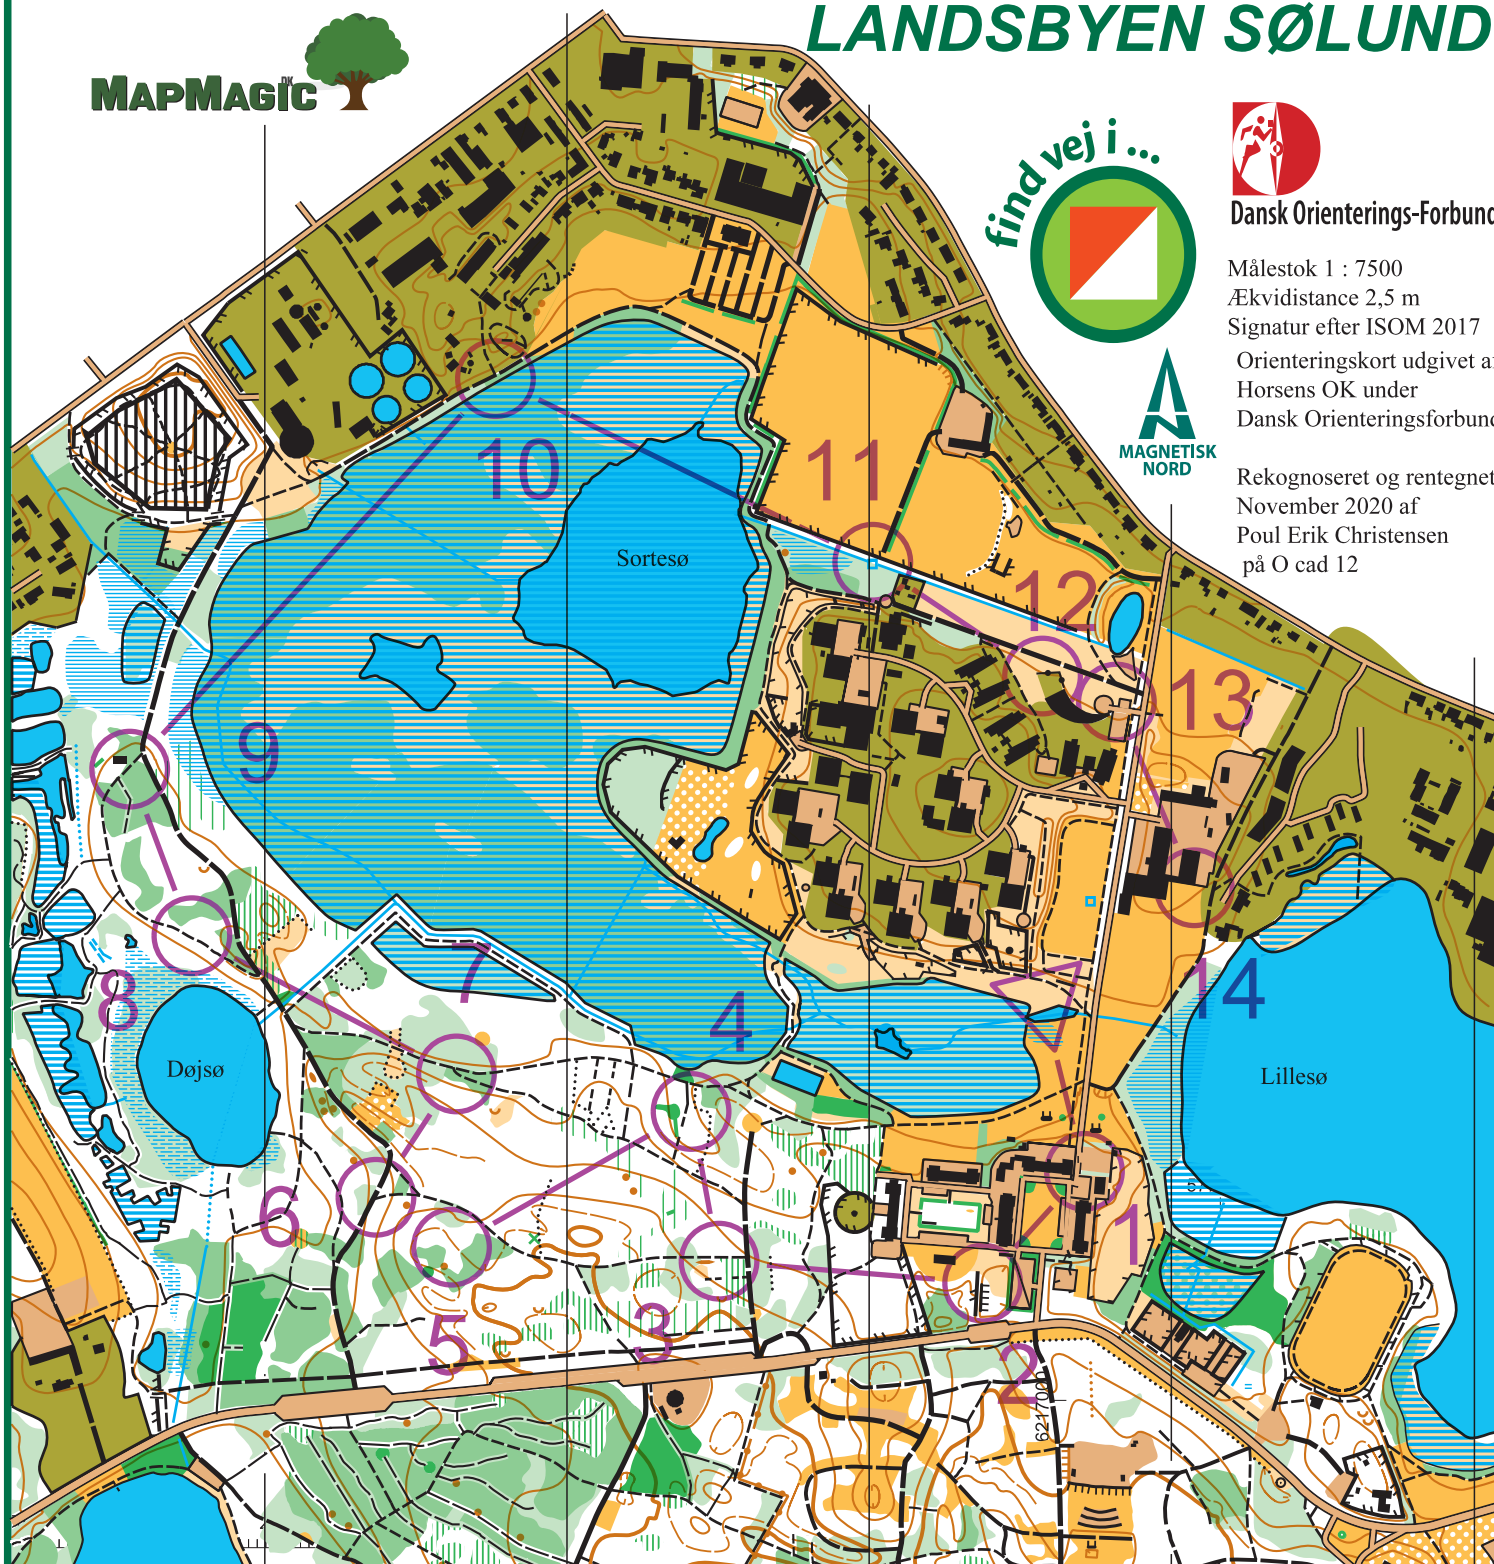 LANDSBYEN SØLUND
MAPMAGIC DK
find vej i ...
Dansk Orienterings-Forbund
Målestok 1 : 7500
Ækvidistance 2,5 m
Signatur efter ISOM 2017
Orienteringskort udgivet af
Horsens OK under
Dansk Orienteringsforbund
MAGNETISK
NORD
Rekognoseret og rentegnet
November 2020 af
Poul Erik Christensen
på O cad 12
10
11
Sortesø
12
13
9
7
8
4
14
Døjsø
Lillesø
6
1
5
3
2
6217000